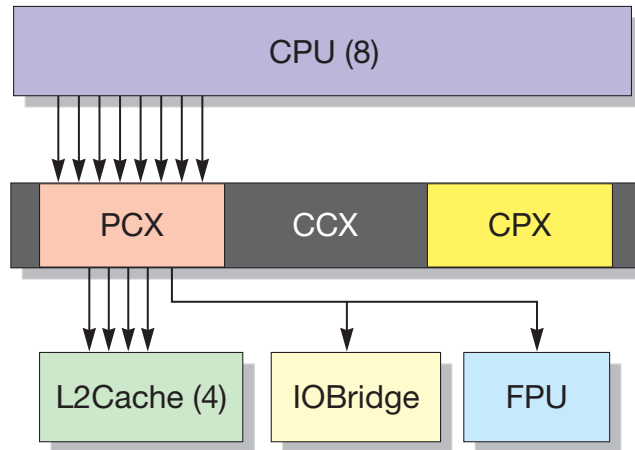 CPU (8)
PCX
CCX
CPX
L2Cache (4)
IOBridge
FPU